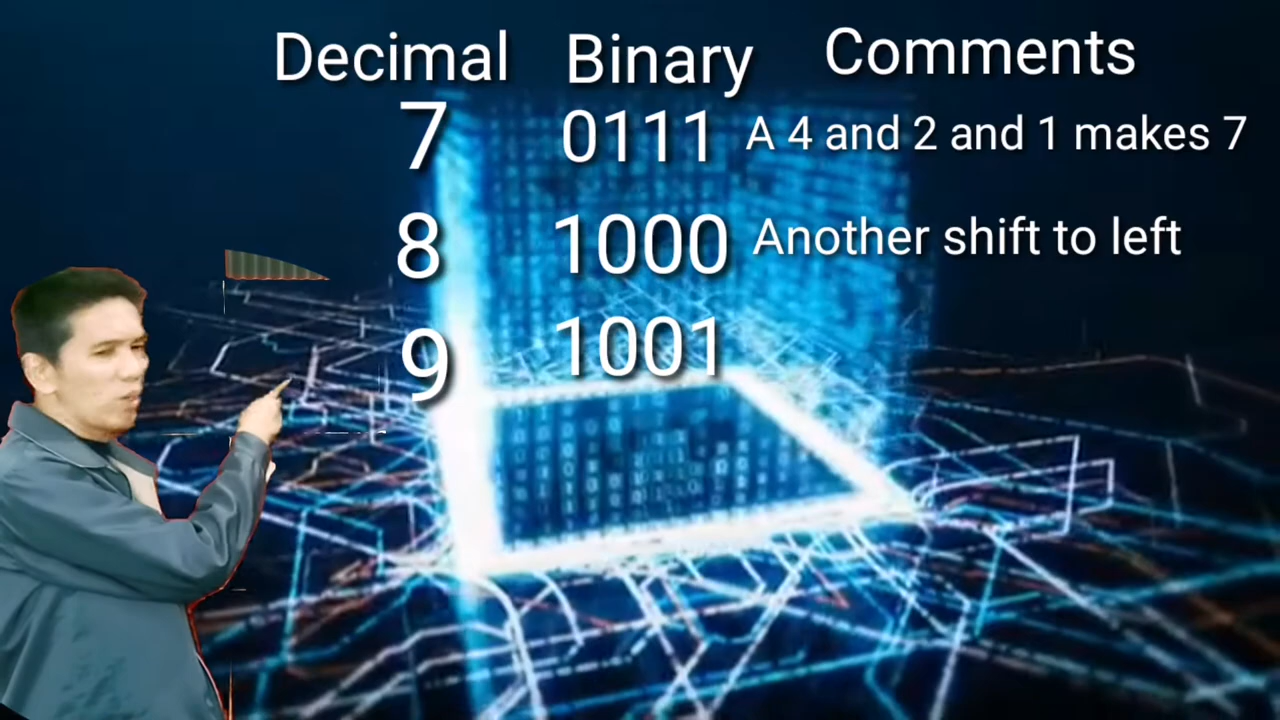 Decimal Binary Comments
7 0111 A 4 and 2 and 1 makes 7
8 1000 Another shift to left
9 1001